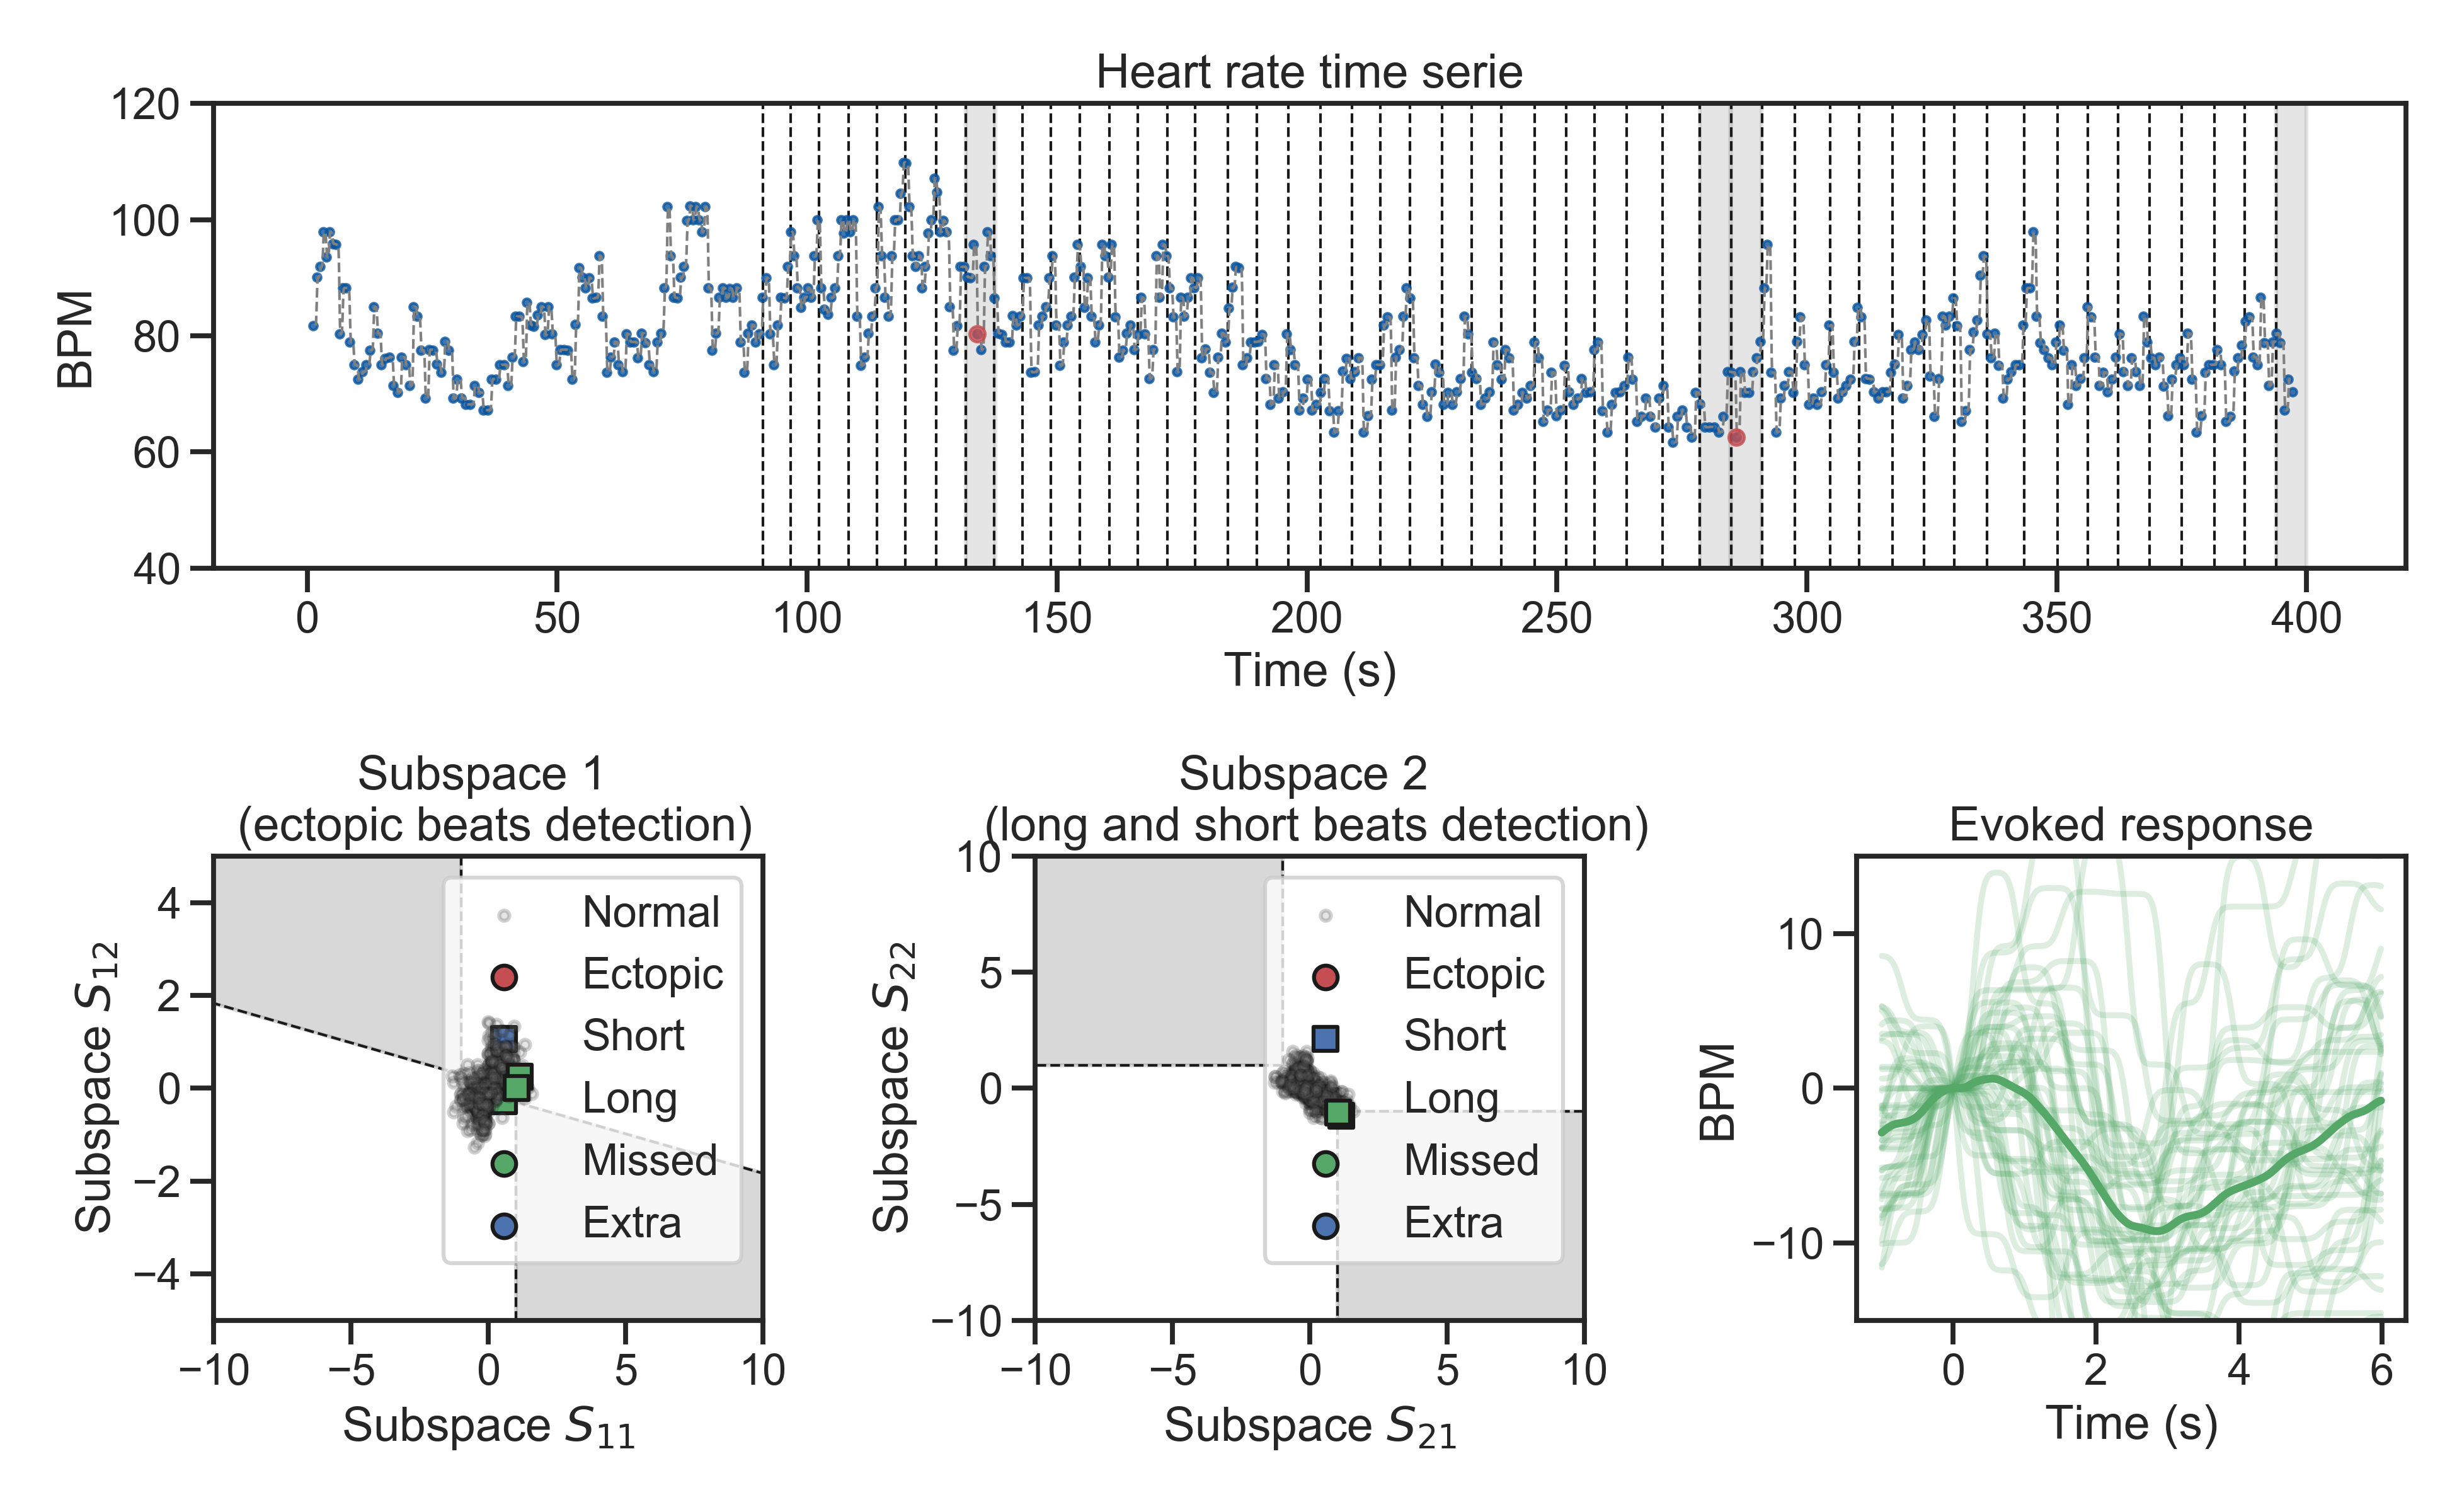 Heart rate time serie
120
100
80
60
40
BPM
0 50 100 150 200 250 300 350 400
Time (s)
Subspace 1
(ectopic beats detection)
4
2
0
−2
−4
Subspace S12
Normal
Ectopic
Short
Long
Missed
Extra
−10 −5 0 5 10
Subspace S11
Subspace 2
(long and short beats detection)
10
5
0
−5
−10
Subspace S22
Normal
Ectopic
Short
Long
Missed
Extra
−10 −5 0 5 10
Subspace S21
Evoked response
10
0
−10
BPM
0 2 4 6
Time (s)